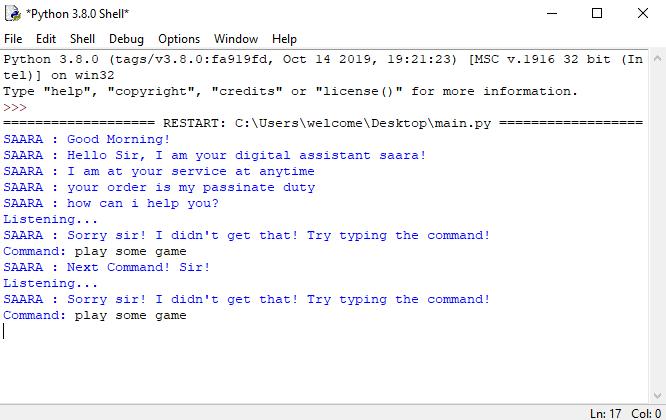 *Python 3.8.0 Shell*
File Edit Shell Debug Options Window Help
Python 3.8.0 (tags/v3.8.0:fa919fd, Oct 14 2019, 19:21:23) [MSC v.1916 32 bit (In
tel)] on win32
Type "help", "copyright", "credits" or "license()" for more information.
>>>
=================== RESTART: C:\Users\welcome\Desktop\main.py ==================
SAARA : Good Morning!
SAARA : Hello Sir, I am your digital assistant saara!
SAARA : I am at your service at anytime
SAARA : your order is my passinate duty
SAARA : how can i help you?
Listening...
SAARA : Sorry sir! I didn't get that! Try typing the command!
Command: play some game
SAARA : Next Command! Sir!
Listening...
SAARA : Sorry sir! I didn't get that! Try typing the command!
Command: play some game
Ln: 17 Col: 0